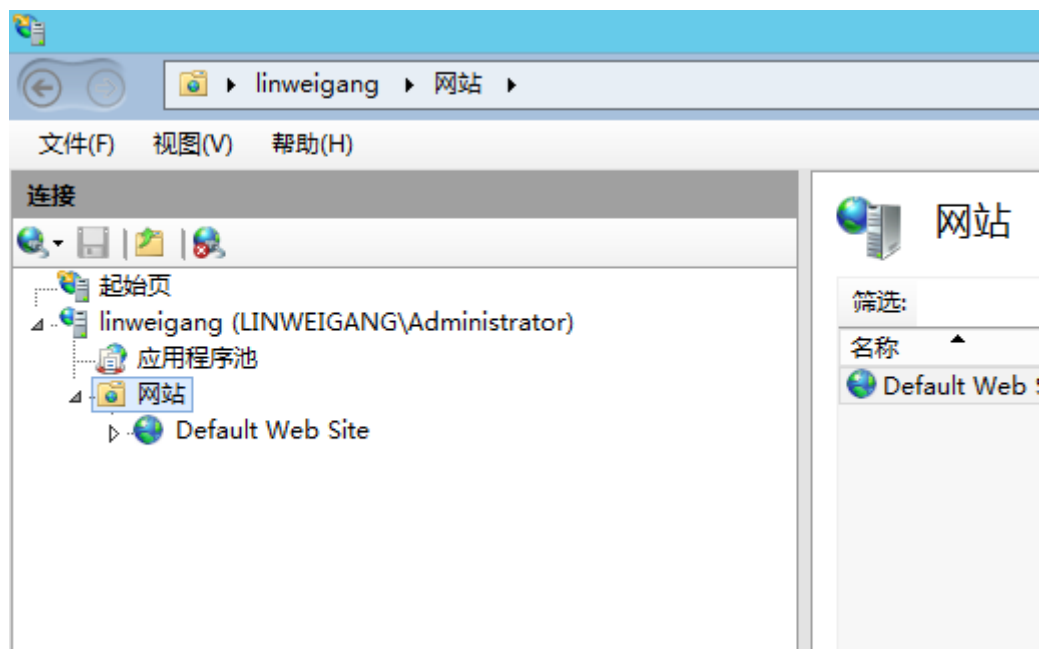 linweigang 网站
文件(F) 视图(V) 帮助(H)
连接
起始页
linweigang (LINWEIGANG\Administrator)
应用程序池
网站
Default Web Site
网站
筛选:
名称
Default Web